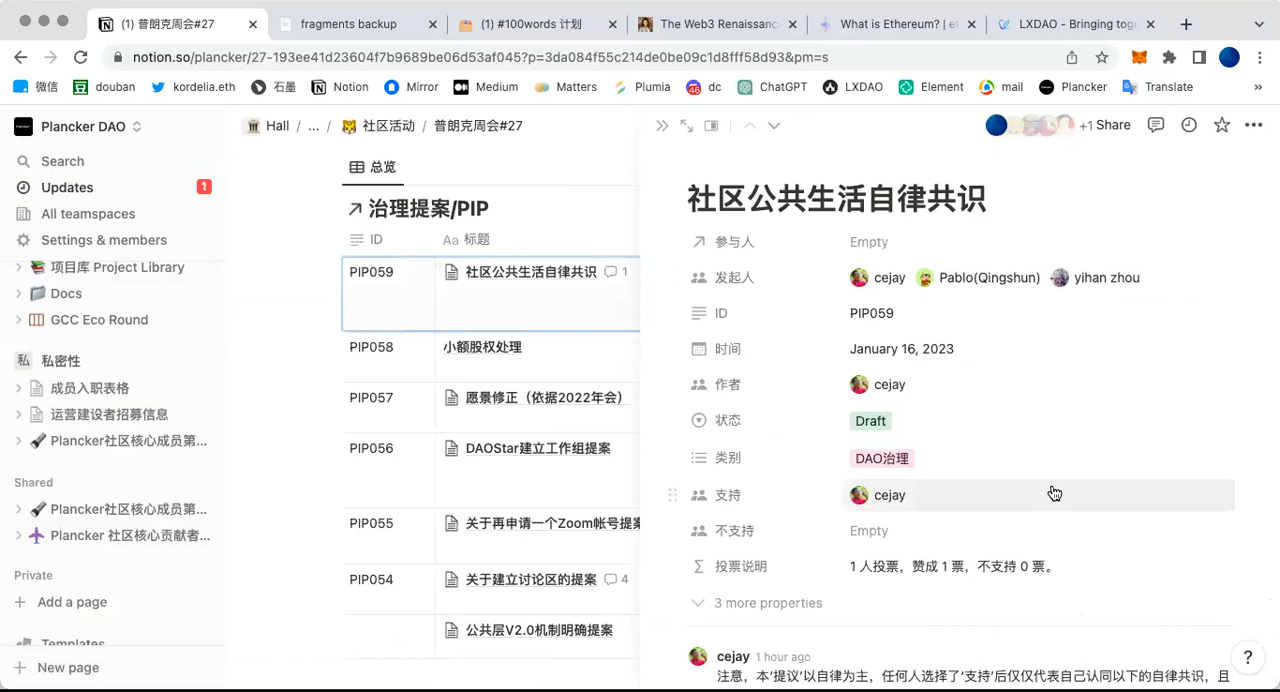 (1) 普朗克周会#27
fragments backup
(1) #100words 计划
The Web3 Renaissanc
What is Ethereum? | et
LXDAO - Bringing toge
notion.so/plancker/27-193ee41d23604f7b9689be06d53af045?p=3da084f55c214de0be09c1d8fff58d93&pm=s
微信 douban kordelia.eth 石墨 Notion Mirror Medium Matters Plumia 46 dc ChatGPT LXDAO Element mail Plancker Translate
Plancker DAO
Search
Updates 1
All teamspaces
Settings & members
项目库 Project Library
Docs
GCC Eco Round
私 私密性
成员入职表格
运营建设者招募信息
Plancker社区核心成员第...
Shared
Plancker社区核心成员第...
Plancker 社区核心贡献者...
Private
Add a page
Templates
New page
Hall / ... / 社区活动 / 普朗克周会#27
总览
治理提案/PIP
ID Aa 标题
PIP059 社区公共生活自律共识 1
PIP058 小额股权处理
PIP057 愿景修正（依据2022年会）
PIP056 DAOStar建立工作组提案
PIP055 关于再申请一个Zoom帐号提案
PIP054 关于建立讨论区的提案 4
公共层V2.0机制明确提案
+1 Share
社区公共生活自律共识
参与人 Empty
发起人 cejay Pablo(Qingshun) yihan zhou
ID PIP059
时间 January 16, 2023
作者 cejay
状态 Draft
类别 DAO治理
支持 cejay
不支持 Empty
投票说明 1 人投票，赞成 1 票，不支持 0 票。
3 more properties
cejay 1 hour ago
注意，本‘提议’以自律为主，任何人选择了‘支持’后仅仅代表自己认同以下的自律共识，且
?